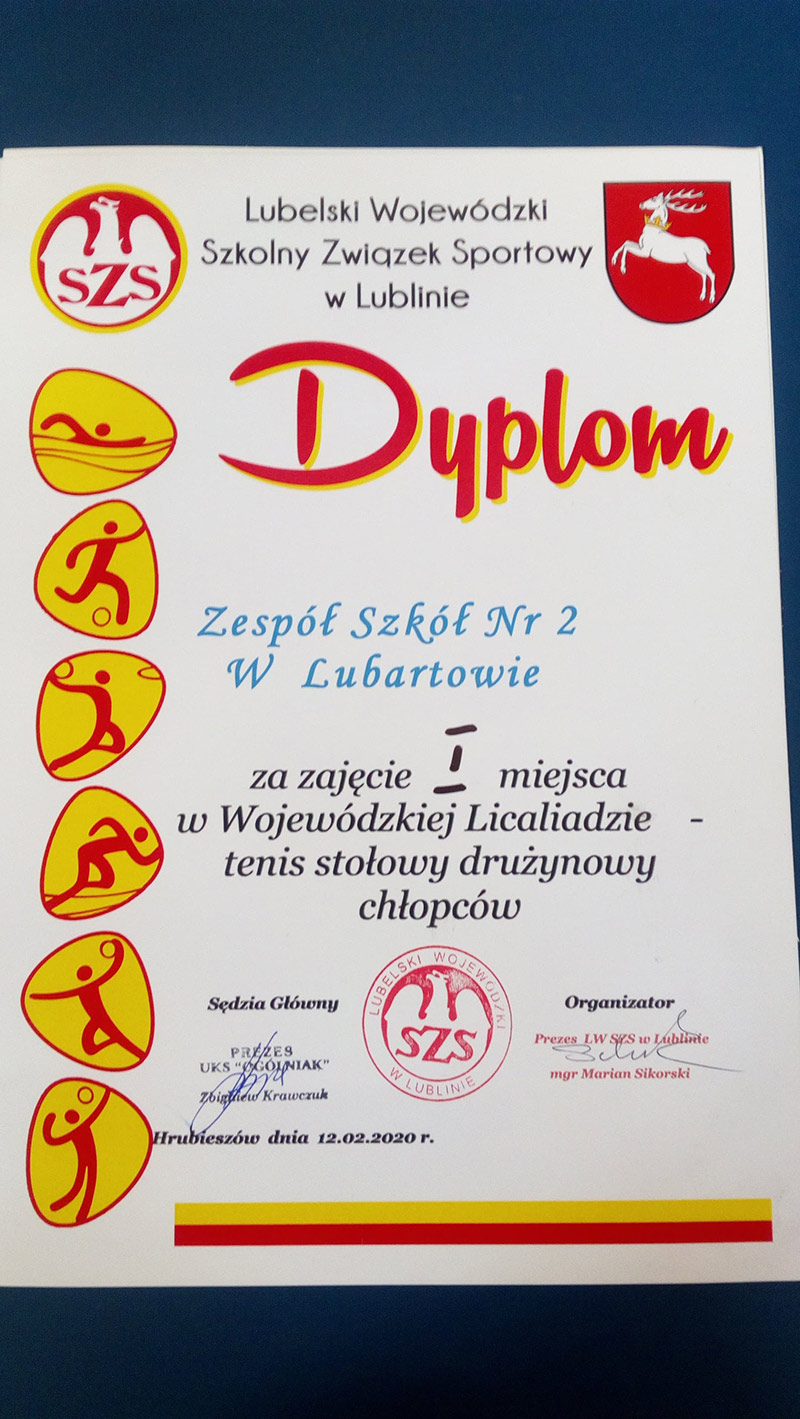 Lubelski Wojewódzki
Szkolny Związek Sportowy
w Lublinie
SZS
Dyplom
Zespół Szkół Nr 2
W Lubartowie
za zajęcie I miejsca
w Wojewódzkiej Licaliadzie -
tenis stołowy drużynowy
chłopców
Sędzia Główny
PREZES
UKS "OGÓLNIAK"
Zbigniew Krawczuk
LUBELSKI WOJEWÓDZKI
SZS
W LUBLINIE
Organizator
Prezes LW SZS w Lublinie
mgr Marian Sikorski
Hrubieszów dnia 12.02.2020 r.